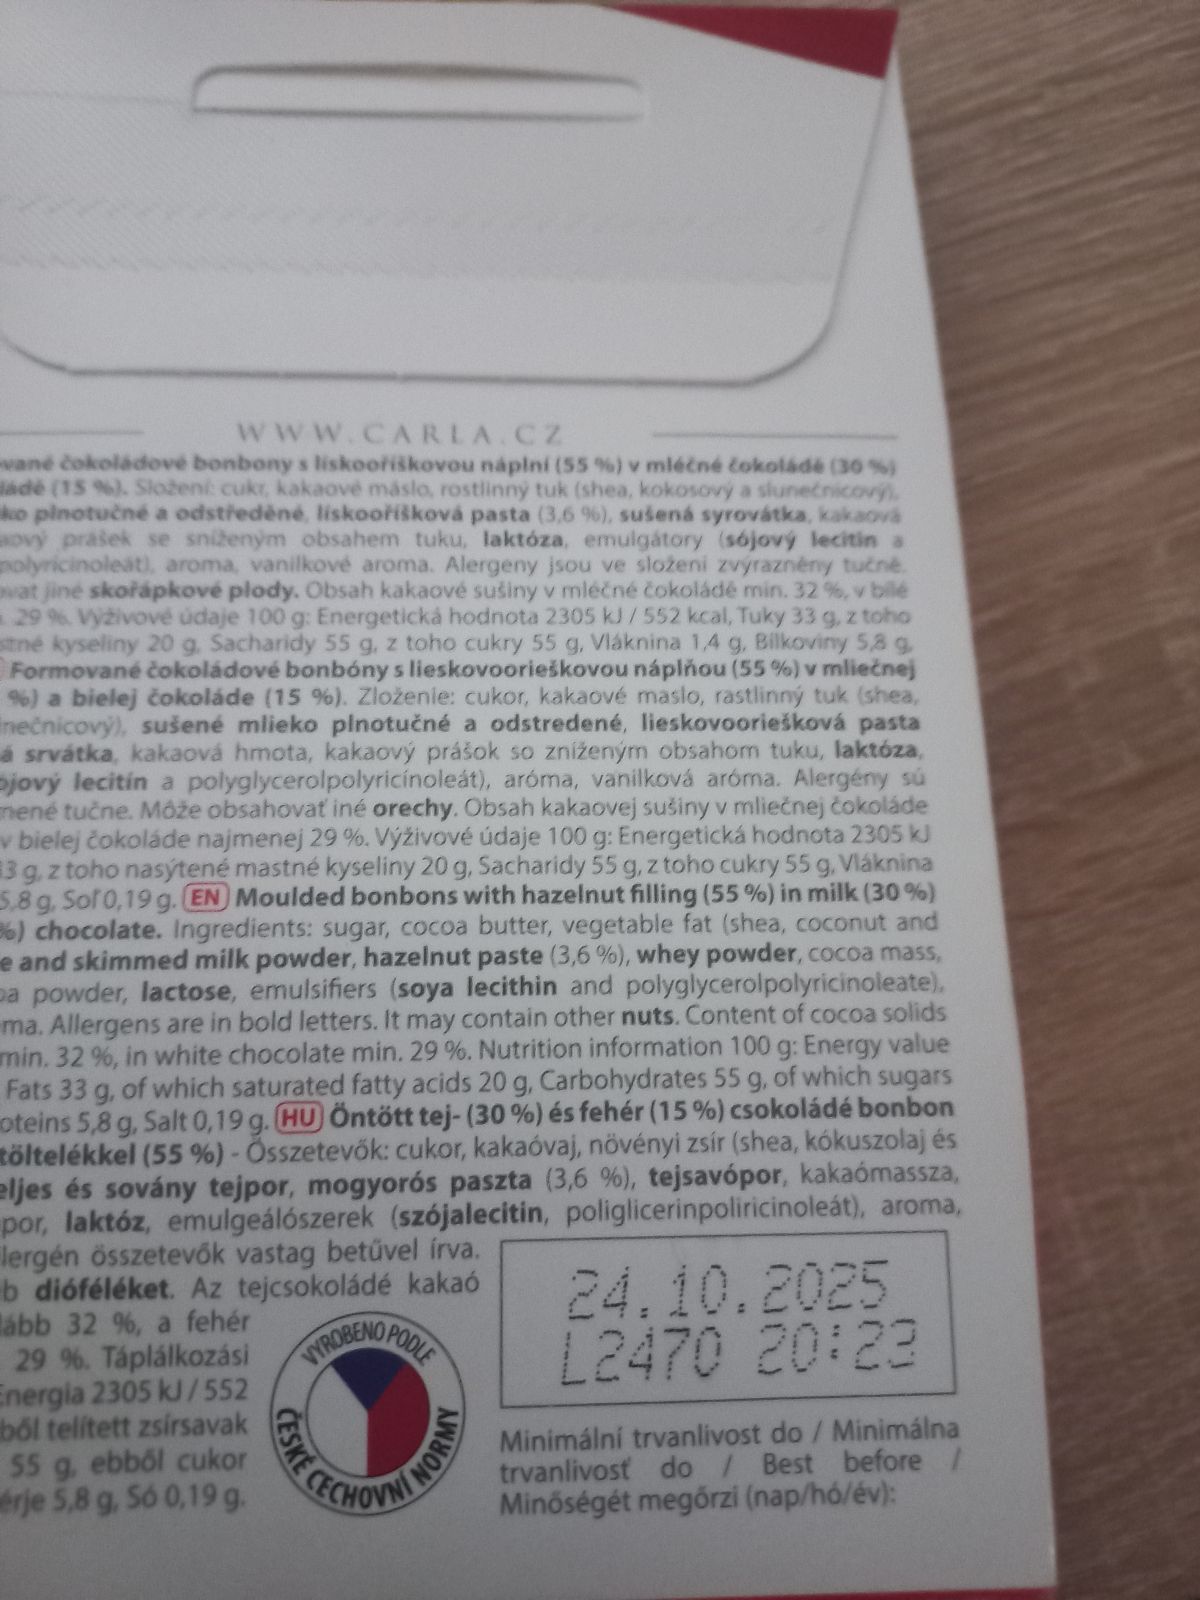 WWW.CARLA.CZ
vané čokoládové bonbony s lískooříškovou náplní (55 %) v mléčné čokoládě (30 %)
ládě (15 %). Složení: cukr, kakaové máslo, rostlinný tuk (shea, kokosový a slunečnicový),
ko plnotučné a odstředěné, lískooříšková pasta (3,6 %), sušená syrovátka, kakaová
aový prášek se sníženým obsahem tuku, laktóza, emulgátory (sójový lecitin a
polyricinoleát), aroma, vanilkové aroma. Alergeny jsou ve složení zvýrazněny tučně.
ovat jiné skořápkové plody. Obsah kakaové sušiny v mléčné čokoládě min. 32 %, v bílé
. 29 %. Výživové údaje 100 g: Energetická hodnota 2305 kJ / 552 kcal, Tuky 33 g, z toho
stné kyseliny 20 g, Sacharidy 55 g, z toho cukry 55 g, Vláknina 1,4 g, Bílkoviny 5,8 g,
Formované čokoládové bonbóny s lieskovoorieškovou náplňou (55 %) v mliečnej
%) a bielej čokoláde (15 %). Zloženie: cukor, kakaové maslo, rastlinný tuk (shea,
nečnicový), sušené mlieko plnotučné a odstredené, lieskovooriešková pasta
á srvátka, kakaová hmota, kakaový prášok so zníženým obsahom tuku, laktóza,
ójový lecitín a polyglycerolpolyricínoleát), aróma, vanilková aróma. Alergény sú
nené tučne. Môže obsahovať iné orechy. Obsah kakaovej sušiny v mliečnej čokoláde
v bielej čokoláde najmenej 29 %. Výživové údaje 100 g: Energetická hodnota 2305 kJ
33 g, z toho nasýtené mastné kyseliny 20 g, Sacharidy 55 g, z toho cukry 55 g, Vláknina
5,8 g, Soľ 0,19 g. EN Moulded bonbons with hazelnut filling (55 %) in milk (30 %)
%) chocolate. Ingredients: sugar, cocoa butter, vegetable fat (shea, coconut and
e and skimmed milk powder, hazelnut paste (3,6 %), whey powder, cocoa mass,
oa powder, lactose, emulsifiers (soya lecithin and polyglycerolpolyricinoleate),
ma. Allergens are in bold letters. It may contain other nuts. Content of cocoa solids
min. 32 %, in white chocolate min. 29 %. Nutrition information 100 g: Energy value
Fats 33 g, of which saturated fatty acids 20 g, Carbohydrates 55 g, of which sugars
oteins 5,8 g, Salt 0,19 g. HU Öntött tej- (30 %) és fehér (15 %) csokoládé bonbon
töltelékkel (55 %) - Összetevők: cukor, kakaóvaj, növényi zsír (shea, kókuszolaj és
eljes és sovány tejpor, mogyorós paszta (3,6 %), tejsavópor, kakaómassza,
por, laktóz, emulgeálószerek (szójalecitin, poliglicerinpoliricinoleát), aroma,
llergén összetevők vastag betűvel írva.
b dióféléket. Az tejcsokoládé kakaó
lább 32 %, a fehér
29 %. Táplálkozási
Energia 2305 kJ / 552
ből telített zsírsavak
55 g, ebből cukor
érje 5,8 g, Só 0,19 g.
VYROBENO PODLE
ČESKÉ CECHOVNÍ NORMY
24.10.2025
L2470 20:23
Minimální trvanlivost do / Minimálna
trvanlivosť do / Best before /
Minőségét megőrzi (nap/hó/év):